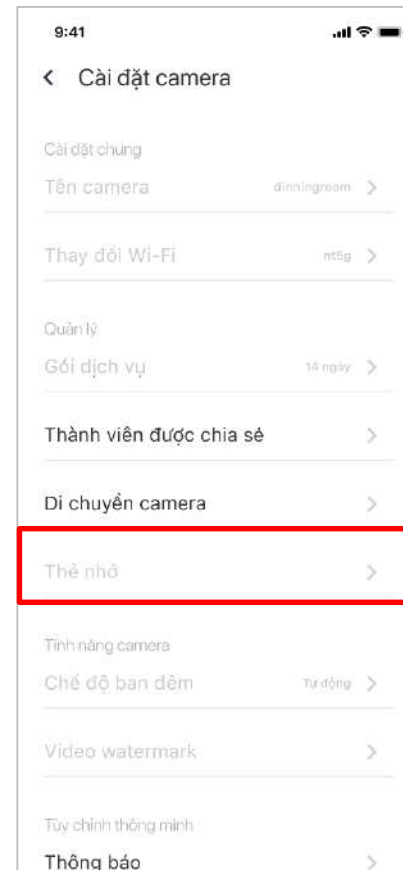 9:41
Cài đặt camera
Cài đặt chung
Tên camera dinningroom
Thay đổi Wi-Fi nt5g
Quản lý
Gói dịch vụ 14 ngày
Thành viên được chia sẻ
Di chuyển camera
Thẻ nhớ
Tính năng camera
Chế độ ban đêm Tự động
Video watermark
Tùy chỉnh thông minh
Thông báo